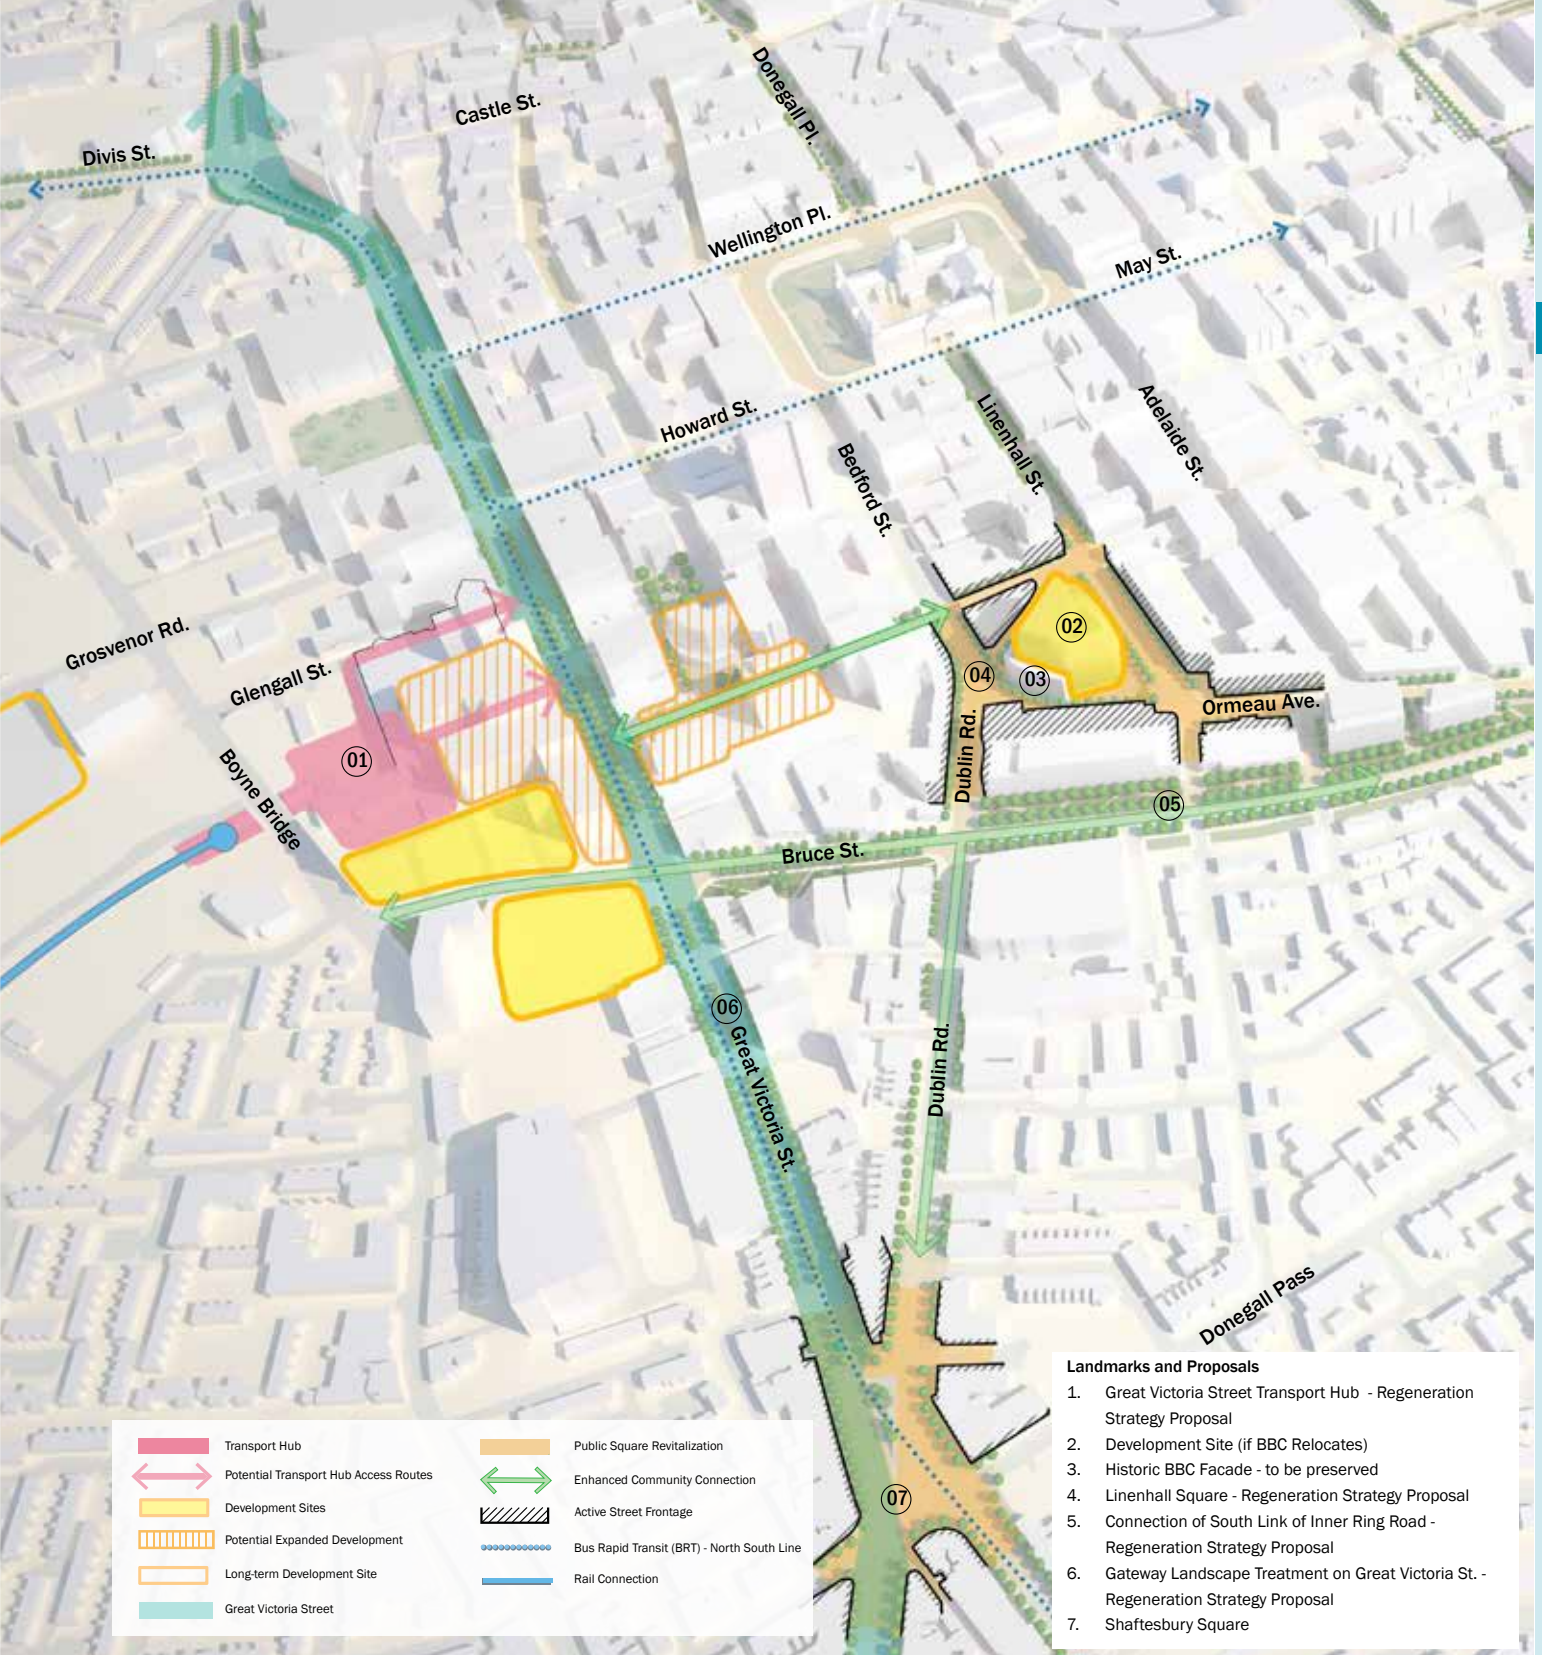 Donegall Pl.
Castle St.
Divis St.
Wellington Pl.
May St.
Howard St.
Linenhall St.
Adelaide St.
Bedford St.
Grosvenor Rd.
Glengall St.
02
04
03
Ormeau Ave.
Boyne Bridge
01
Dublin Rd.
05
Bruce St.
06
Great Victoria St.
Dublin Rd.
Donegall Pass
07
Landmarks and Proposals
1. Great Victoria Street Transport Hub - Regeneration
Strategy Proposal
2. Development Site (if BBC Relocates)
3. Historic BBC Facade - to be preserved
4. Linenhall Square - Regeneration Strategy Proposal
5. Connection of South Link of Inner Ring Road -
Regeneration Strategy Proposal
6. Gateway Landscape Treatment on Great Victoria St. -
Regeneration Strategy Proposal
7. Shaftesbury Square
Transport Hub
Potential Transport Hub Access Routes
Development Sites
Potential Expanded Development
Long-term Development Site
Great Victoria Street
Public Square Revitalization
Enhanced Community Connection
Active Street Frontage
Bus Rapid Transit (BRT) - North South Line
Rail Connection